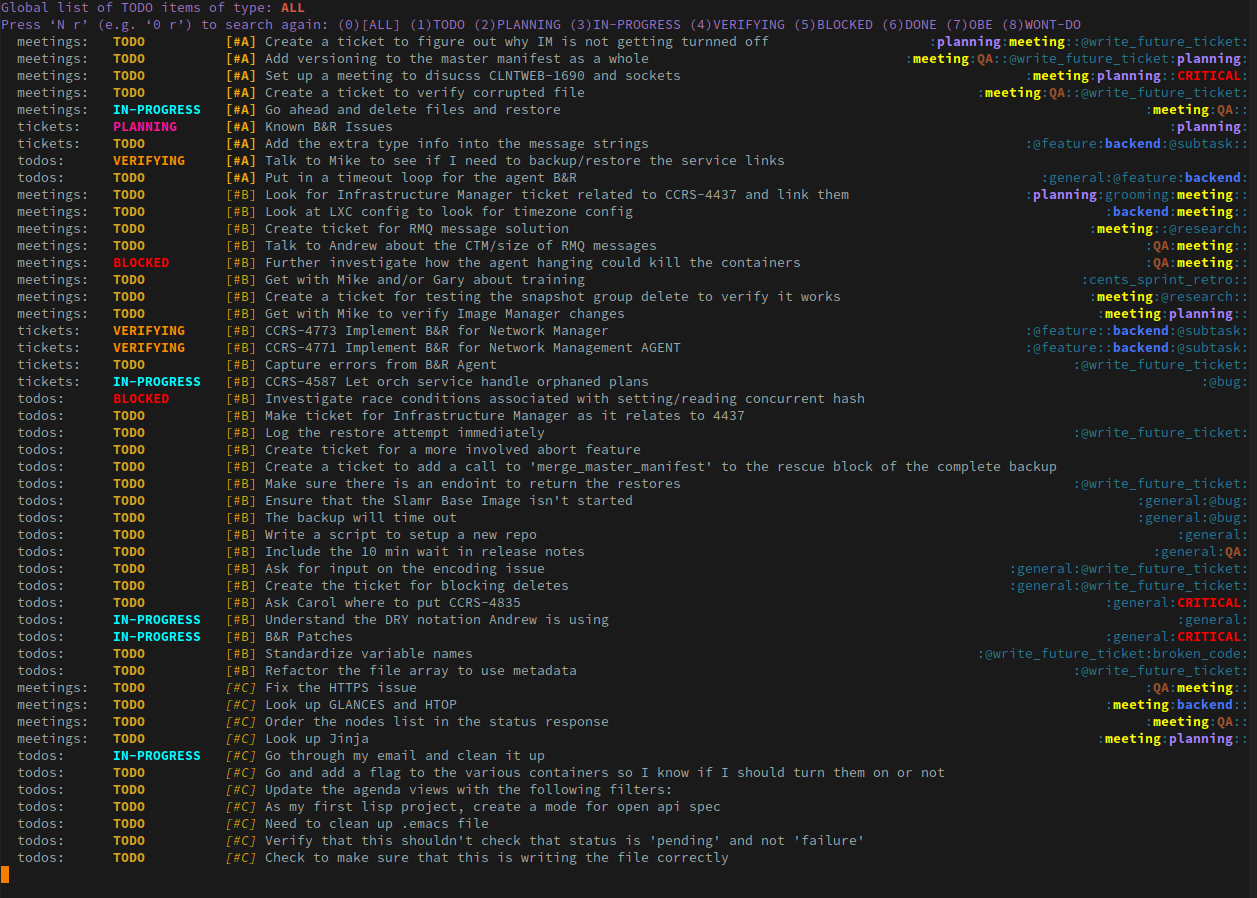 Global list of TODO items of type: ALL
Press ‘N r’ (e.g. ‘0 r’) to search again: (0)[ALL] (1)TODO (2)PLANNING (3)IN-PROGRESS (4)VERIFYING (5)BLOCKED (6)DONE (7)OBE (8)WONT-DO
meetings: TODO [#A] Create a ticket to figure out why IM is not getting turnned off :planning:meeting::@write_future_ticket:
meetings: TODO [#A] Add versioning to the master manifest as a whole :meeting:QA::@write_future_ticket:planning:
meetings: TODO [#A] Set up a meeting to disucss CLNTWEB-1690 and sockets :meeting:planning::CRITICAL:
meetings: TODO [#A] Create a ticket to verify corrupted file :meeting:QA::@write_future_ticket:
meetings: IN-PROGRESS [#A] Go ahead and delete files and restore :meeting:QA::
tickets: PLANNING [#A] Known B&R Issues :planning:
tickets: TODO [#A] Add the extra type info into the message strings :@feature:backend:@subtask::
todos: VERIFYING [#A] Talk to Mike to see if I need to backup/restore the service links
todos: TODO [#A] Put in a timeout loop for the agent B&R :general:@feature:backend:
meetings: TODO [#B] Look for Infrastructure Manager ticket related to CCRS-4437 and link them :planning:grooming:meeting::
meetings: TODO [#B] Look at LXC config to look for timezone config :backend:meeting::
meetings: TODO [#B] Create ticket for RMQ message solution :meeting::@research:
meetings: TODO [#B] Talk to Andrew about the CTM/size of RMQ messages :QA:meeting::
meetings: BLOCKED [#B] Further investigate how the agent hanging could kill the containers :QA:meeting::
meetings: TODO [#B] Get with Mike and/or Gary about training :cents_sprint_retro::
meetings: TODO [#B] Create a ticket for testing the snapshot group delete to verify it works :meeting:@research::
meetings: TODO [#B] Get with Mike to verify Image Manager changes :meeting:planning::
tickets: VERIFYING [#B] CCRS-4773 Implement B&R for Network Manager :@feature::backend:@subtask:
tickets: VERIFYING [#B] CCRS-4771 Implement B&R for Network Management AGENT :@feature::backend:@subtask:
tickets: TODO [#B] Capture errors from B&R Agent :@write_future_ticket:
tickets: IN-PROGRESS [#B] CCRS-4587 Let orch service handle orphaned plans :@bug:
todos: BLOCKED [#B] Investigate race conditions associated with setting/reading concurrent hash
todos: TODO [#B] Make ticket for Infrastructure Manager as it relates to 4437
todos: TODO [#B] Log the restore attempt immediately :@write_future_ticket:
todos: TODO [#B] Create ticket for a more involved abort feature
todos: TODO [#B] Create a ticket to add a call to 'merge_master_manifest' to the rescue block of the complete backup
todos: TODO [#B] Make sure there is an endoint to return the restores :@write_future_ticket:
todos: TODO [#B] Ensure that the Slamr Base Image isn't started :general:@bug:
todos: TODO [#B] The backup will time out :general:@bug:
todos: TODO [#B] Write a script to setup a new repo :general:
todos: TODO [#B] Include the 10 min wait in release notes :general:QA:
todos: TODO [#B] Ask for input on the encoding issue :general:@write_future_ticket:
todos: TODO [#B] Create the ticket for blocking deletes :general:@write_future_ticket:
todos: TODO [#B] Ask Carol where to put CCRS-4835 :general:CRITICAL:
todos: IN-PROGRESS [#B] Understand the DRY notation Andrew is using :general:
todos: IN-PROGRESS [#B] B&R Patches :general:CRITICAL:
todos: TODO [#B] Standardize variable names :@write_future_ticket:broken_code:
todos: TODO [#B] Refactor the file array to use metadata :@write_future_ticket:
meetings: TODO [#C] Fix the HTTPS issue :QA:meeting::
meetings: TODO [#C] Look up GLANCES and HTOP :meeting:backend::
meetings: TODO [#C] Order the nodes list in the status response :meeting:QA::
meetings: TODO [#C] Look up Jinja :meeting:planning::
todos: IN-PROGRESS [#C] Go through my email and clean it up
todos: TODO [#C] Go and add a flag to the various containers so I know if I should turn them on or not
todos: TODO [#C] Update the agenda views with the following filters:
todos: TODO [#C] As my first lisp project, create a mode for open api spec
todos: TODO [#C] Need to clean up .emacs file
todos: TODO [#C] Verify that this shouldn't check that status is 'pending' and not 'failure'
todos: TODO [#C] Check to make sure that this is writing the file correctly